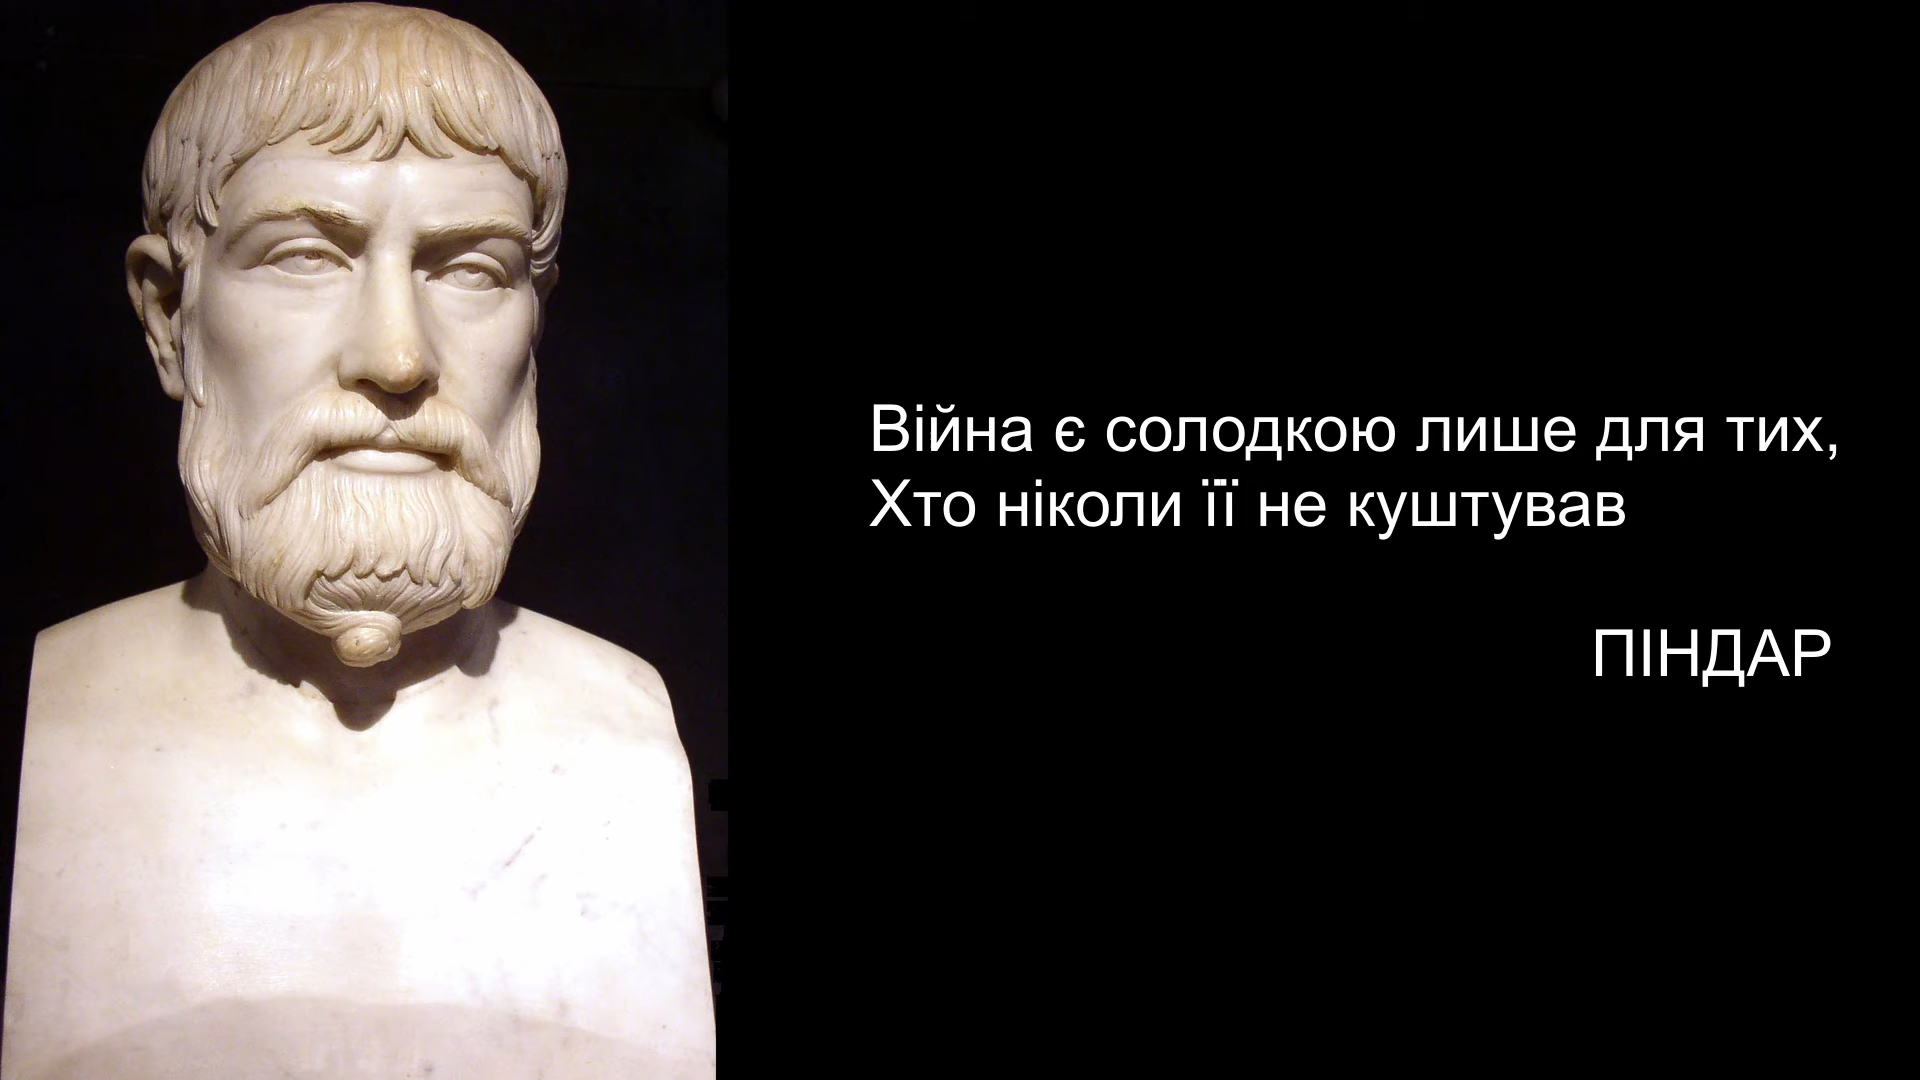 Війна є солодкою лише для тих,
Хто ніколи її не куштував
ПІНДАР